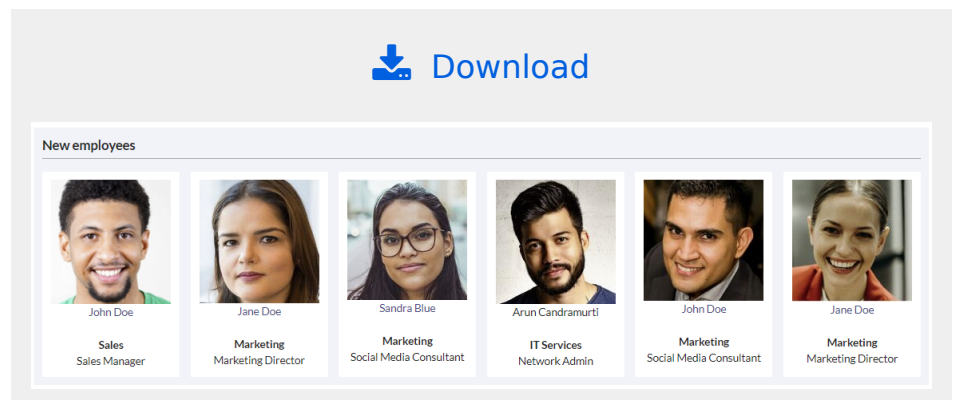 Download
New employees
John Doe
Sales
Sales Manager
Jane Doe
Marketing
Marketing Director
Sandra Blue
Marketing
Social Media Consultant
Arun Candramurti
IT Services
Network Admin
John Doe
Marketing
Social Media Consultant
Jane Doe
Marketing
Marketing Director